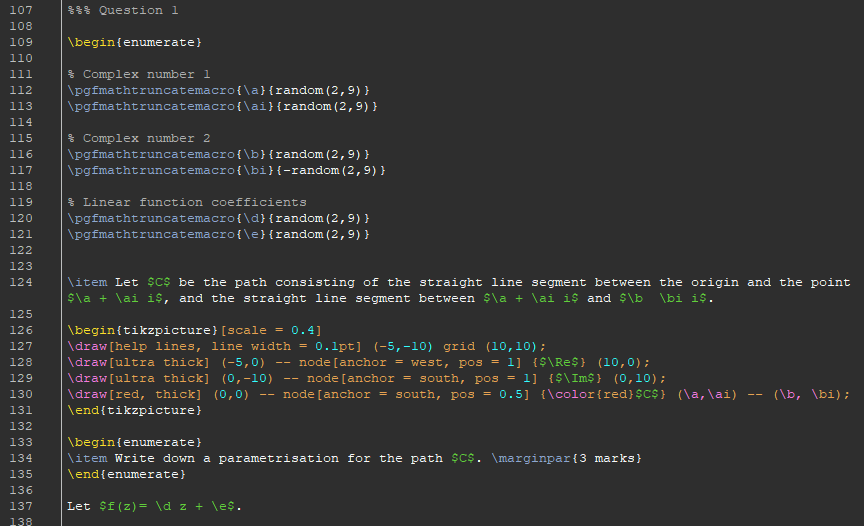 107 %%% Question 1
108
109 \begin{enumerate}
110
111 % Complex number 1
112 \pgfmathtruncatemacro{\a}{random(2,9)}
113 \pgfmathtruncatemacro{\ai}{random(2,9)}
114
115 % Complex number 2
116 \pgfmathtruncatemacro{\b}{random(2,9)}
117 \pgfmathtruncatemacro{\bi}{-random(2,9)}
118
119 % Linear function coefficients
120 \pgfmathtruncatemacro{\d}{random(2,9)}
121 \pgfmathtruncatemacro{\e}{random(2,9)}
122
123
124 \item Let $C$ be the path consisting of the straight line segment between the origin and the point
$\a + \ai i$, and the straight line segment between $\a + \ai i$ and $\b  \bi i$.
125
126 \begin{tikzpicture}[scale = 0.4]
127 \draw[help lines, line width = 0.1pt] (-5,-10) grid (10,10);
128 \draw[ultra thick] (-5,0) -- node[anchor = west, pos = 1] {$\Re$} (10,0);
129 \draw[ultra thick] (0,-10) -- node[anchor = south, pos = 1] {$\Im$} (0,10);
130 \draw[red, thick] (0,0) -- node[anchor = south, pos = 0.5] {\color{red}$C$} (\a,\ai) -- (\b, \bi);
131 \end{tikzpicture}
132
133 \begin{enumerate}
134 \item Write down a parametrisation for the path $C$. \marginpar{3 marks}
135 \end{enumerate}
136
137 Let $f(z)= \d z + \e$.
138